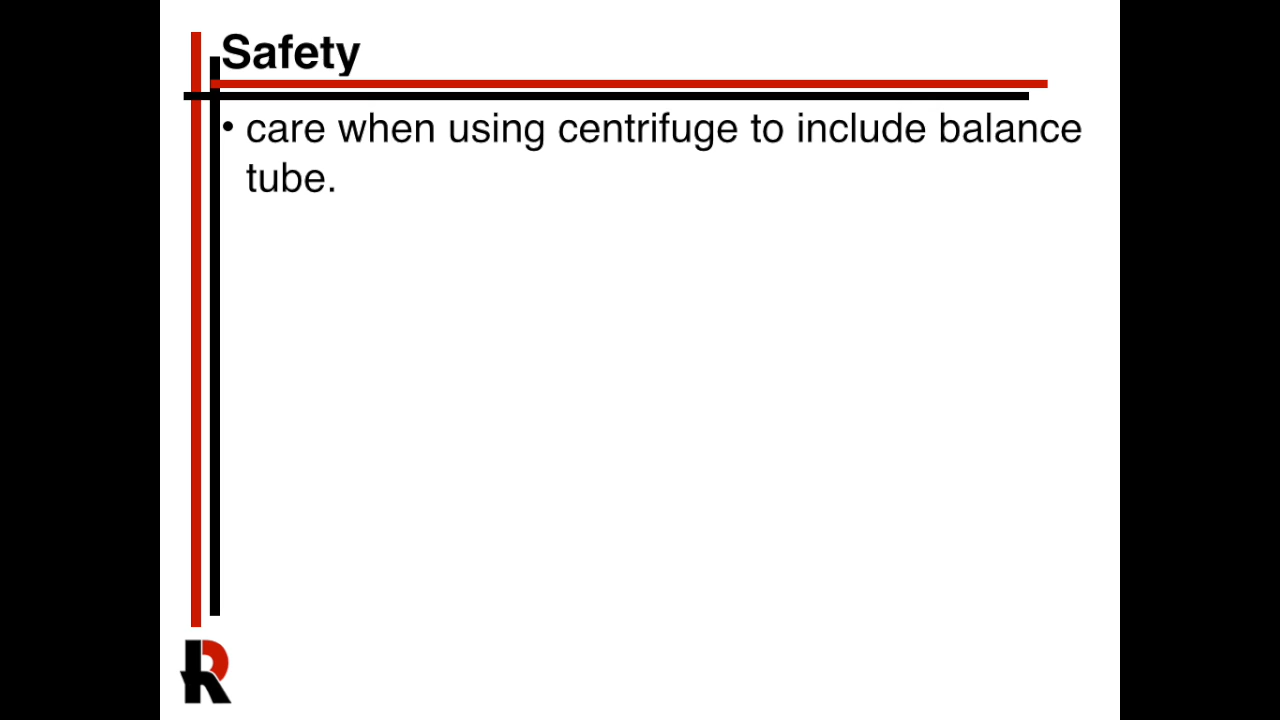 Safety
• care when using centrifuge to include balance
tube.